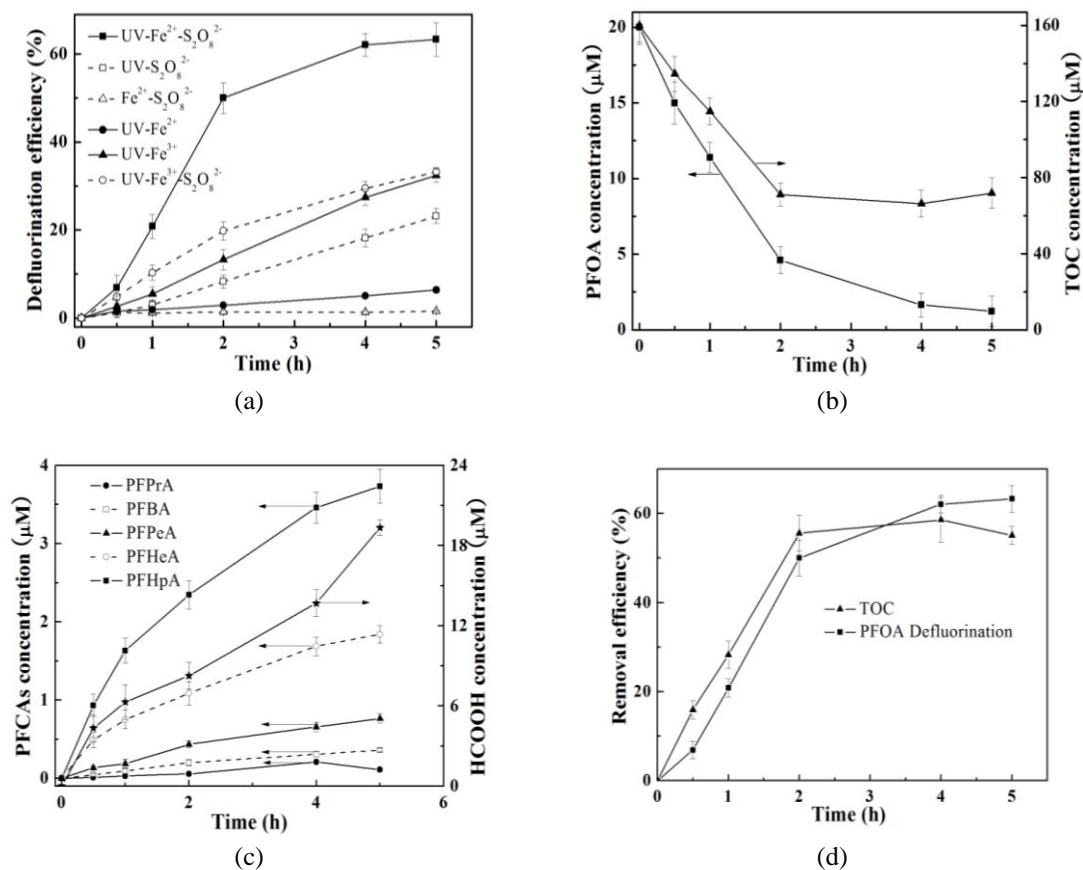 Defluorination efficiency (%)
60
40
20
0
UV-Fe²⁺-S₂O₈²⁻
UV-S₂O₈²⁻
Fe²⁺-S₂O₈²⁻
UV-Fe²⁺
UV-Fe³⁺
UV-Fe³⁺-S₂O₈²⁻
0 1 2 3 4 5
Time (h)
(a)
PFOA concentration (μM)
20
15
10
5
0
160
120
80
40
0
TOC concentration (μM)
0 1 2 3 4 5
Time (h)
(b)
PFCAs concentration (μM)
4
3
2
1
0
PFPrA
PFBA
PFPeA
PFHeA
PFHpA
24
18
12
6
0
HCOOH concentration (μM)
0 2 4 6
Time (h)
(c)
Removal efficiency (%)
60
40
20
0
TOC
PFOA Defluorination
0 1 2 3 4 5
Time (h)
(d)